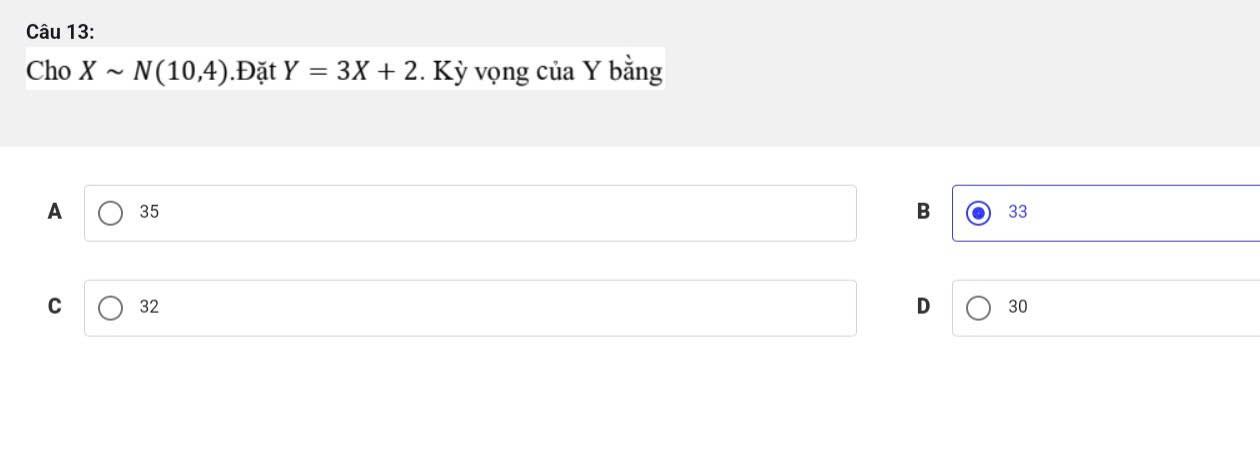 Câu 13:
Cho X ~ N(10,4).Đặt Y = 3X + 2. Kỳ vọng của Y bằng
A 35
B 33
C 32
D 30